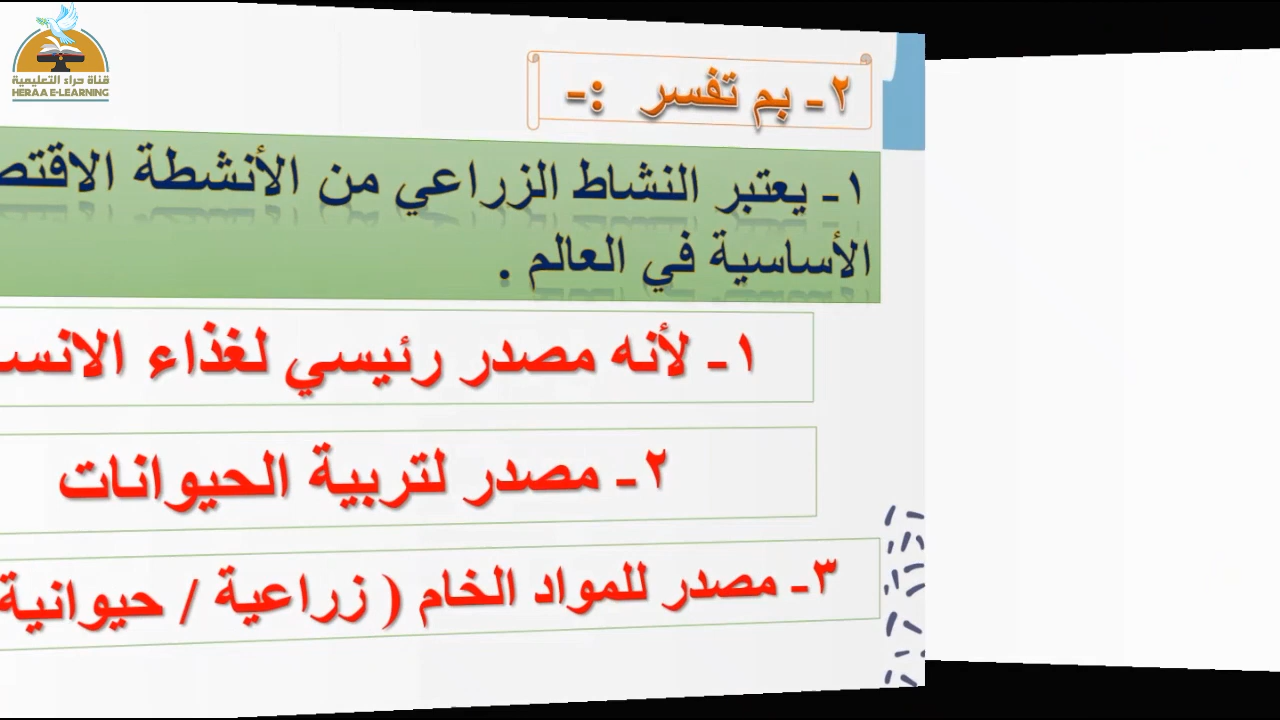 قناة حراء التعليمية
HERAA E-LEARNING
٢- بم تفسر :-
١- يعتبر النشاط الزراعي من الأنشطة
الأساسية في العالم .
١- لأنه مصدر رئيسي لغذاء
٢- مصدر لتربية الحيوانات
٣- مصدر للمواد الخام ( زراعية / حيوانية